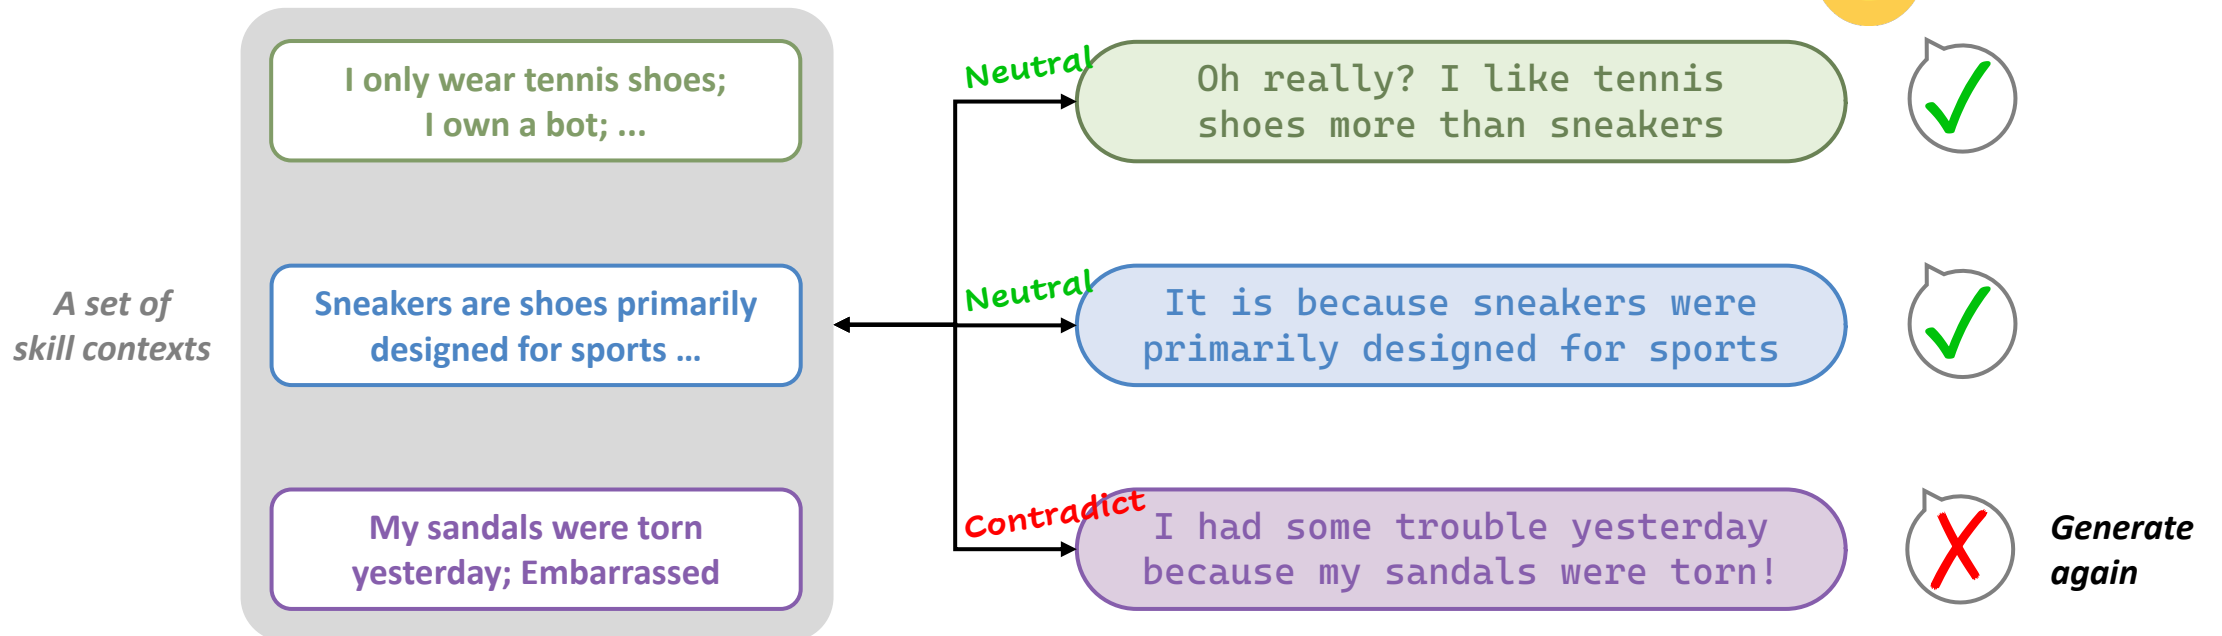 A set of
skill contexts
I only wear tennis shoes;
I own a bot; ...
Sneakers are shoes primarily
designed for sports ...
My sandals were torn
yesterday; Embarrassed
Neutral
Oh really? I like tennis
shoes more than sneakers
Neutral
It is because sneakers were
primarily designed for sports
Contradict
I had some trouble yesterday
because my sandals were torn!
Generate
again